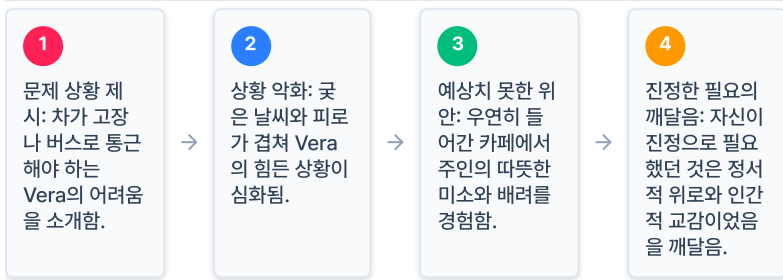 1
문제 상황 제
시: 차가 고장
나 버스로 통근
해야 하는
Vera의 어려움
을 소개함.
→
2
상황 악화: 궂
은 날씨와 피로
가 겹쳐 Vera
의 힘든 상황이
심화됨.
→
3
예상치 못한 위
안: 우연히 들
어간 카페에서
주인의 따뜻한
미소와 배려를
경험함.
→
4
진정한 필요의
깨달음: 자신이
진정으로 필요
했던 것은 정서
적 위로와 인간
적 교감이었음
을 깨달음.